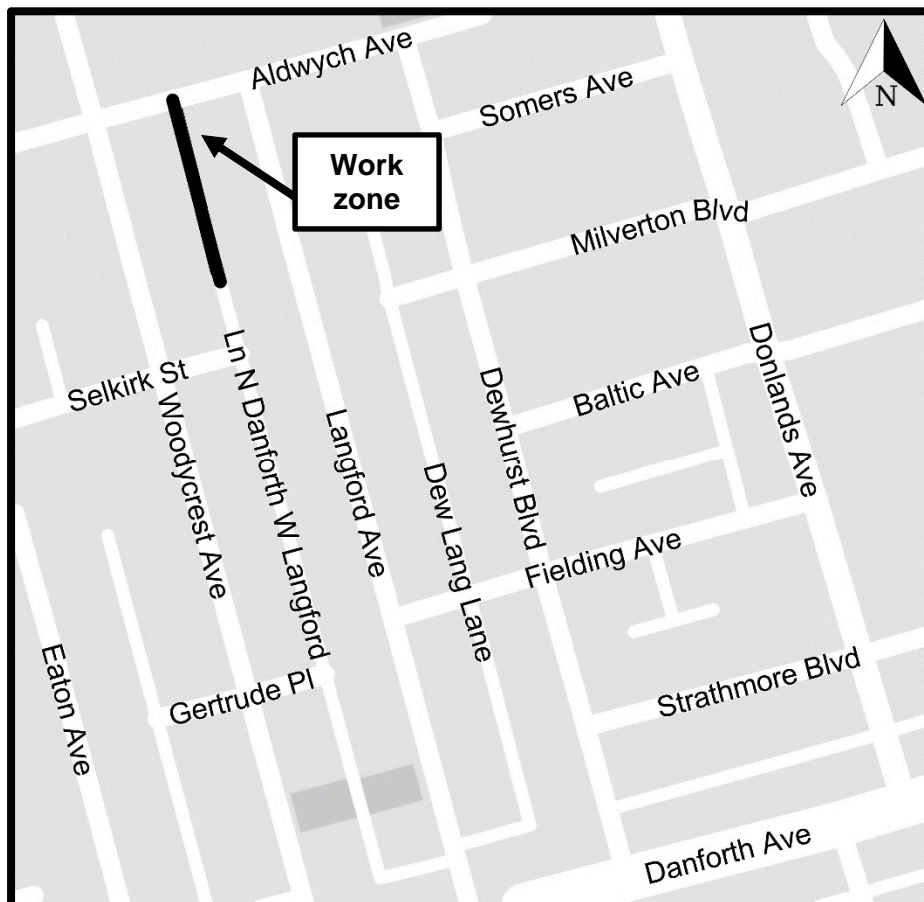 Aldwych Ave
Somers Ave
N
Work
zone
Milverton Blvd
Ln N Danforth W Langford
Selkirk St
Woodycrest Ave
Langford Ave
Dewhurst Blvd
Baltic Ave
Donlands Ave
Dew Lang Lane
Fielding Ave
Eaton Ave
Gertrude Pl
Strathmore Blvd
Danforth Ave